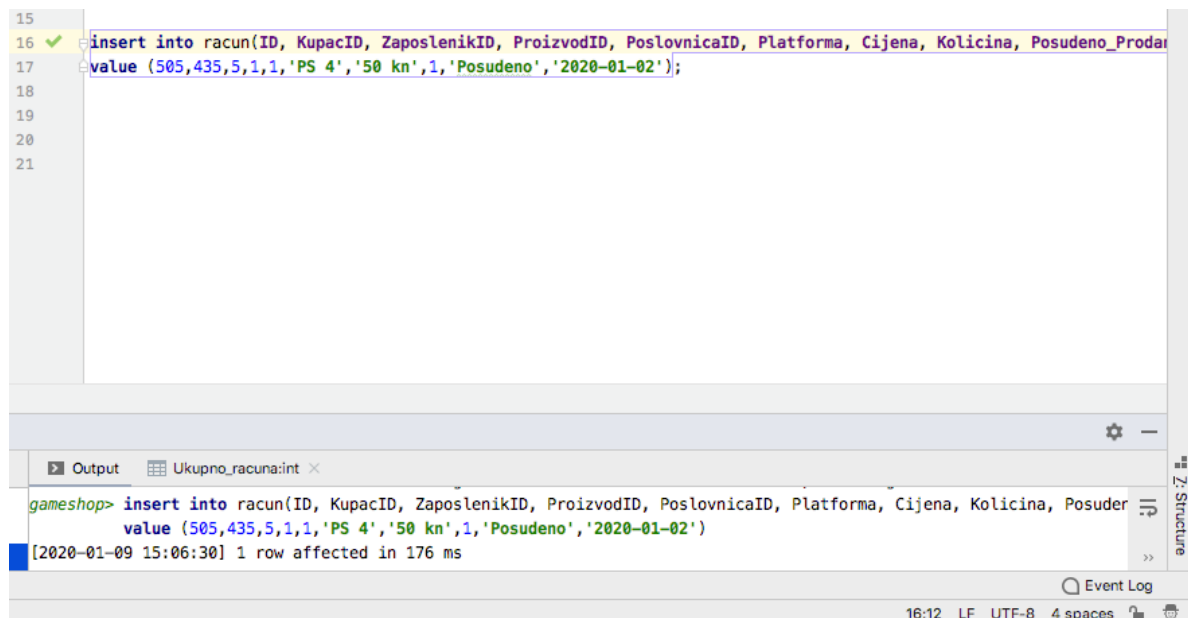 15
16 insert into racun(ID, KupacID, ZaposlenikID, ProizvodID, PoslovnicaID, Platforma, Cijena, Kolicina, Posudeno_Prodan
17 value (505,435,5,1,1,'PS 4','50 kn',1,'Posudeno','2020-01-02');
18
19
20
21
Output Ukupno_racuna:int
gameshop> insert into racun(ID, KupacID, ZaposlenikID, ProizvodID, PoslovnicaID, Platforma, Cijena, Kolicina, Posuden
value (505,435,5,1,1,'PS 4','50 kn',1,'Posudeno','2020-01-02')
[2020-01-09 15:06:30] 1 row affected in 176 ms
7: Structure
Event Log
16:12 LF UTF-8 4 spaces